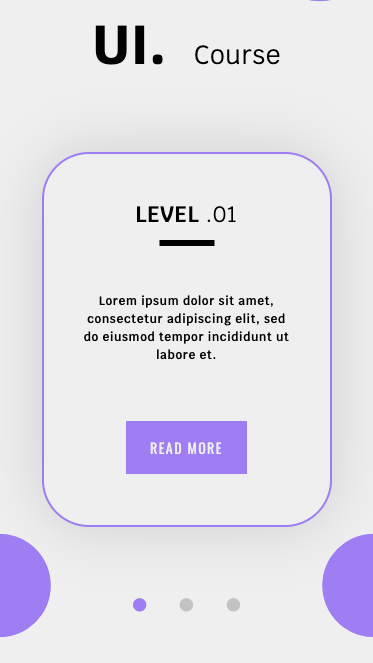 UI. Course
LEVEL .01
Lorem ipsum dolor sit amet,
consectetur adipiscing elit, sed
do eiusmod tempor incididunt ut
labore et.
READ MORE